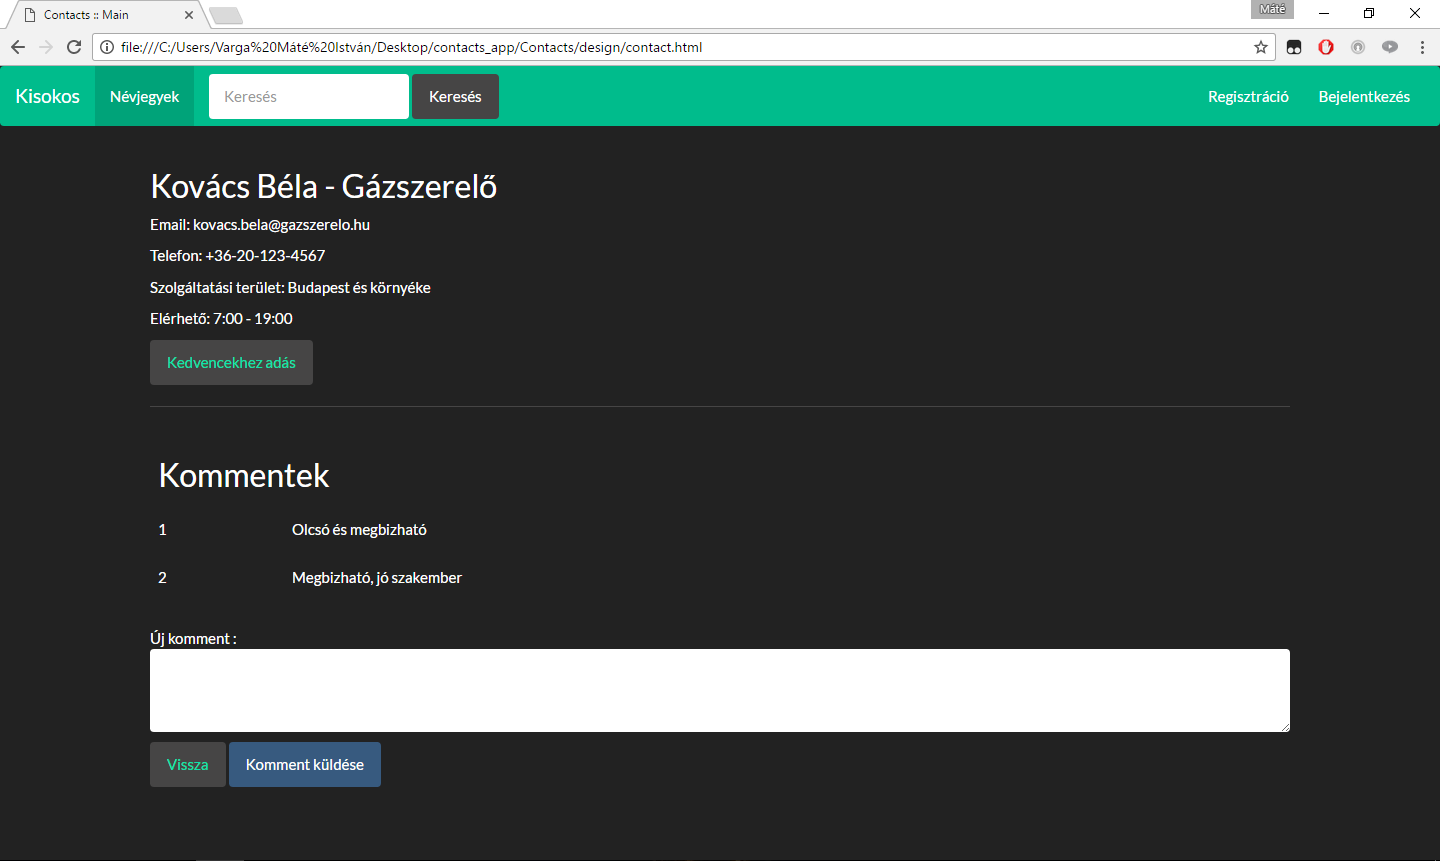 Contacts :: Main
Máté
file:///C:/Users/Varga%20Máté%20István/Desktop/contacts_app/Contacts/design/contact.html
Kisokos Névjegyek Keresés Keresés Regisztráció Bejelentkezés
Kovács Béla - Gázszerelő
Email: kovacs.bela@gazszerelo.hu
Telefon: +36-20-123-4567
Szolgáltatási terület: Budapest és környéke
Elérhető: 7:00 - 19:00
Kedvencekhez adás
Kommentek
1 Olcsó és megbizható
2 Megbizható, jó szakember
Új komment :
Vissza Komment küldése